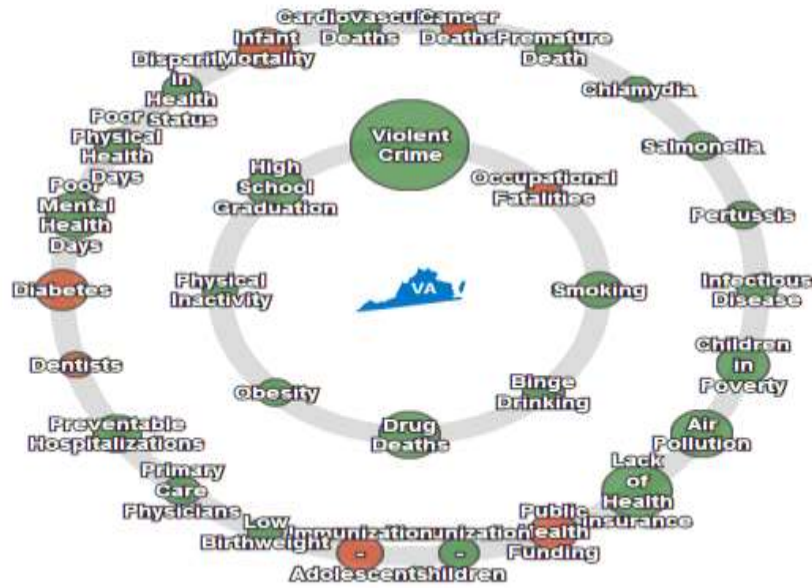 Cardiovascular
Deaths
Cancer
Deaths
Premature
Death
Chlamydia
Salmonella
Pertussis
Infectious
Disease
Children
in
Poverty
Air
Pollution
Lack
of
Health
Insurance
Public
Health
Funding
-
Children
Immunization
-
Adolescents
Low
Birthweight
Primary
Care
Physicians
Preventable
Hospitalizations
Dentists
Diabetes
Poor
Mental
Health
Days
Poor
Physical
Health
Days
Disparity
in
Health
Status
Infant
Mortality
Violent
Crime
Occupational
Fatalities
Smoking
Binge
Drinking
Drug
Deaths
Obesity
Physical
Inactivity
High
School
Graduation
VA